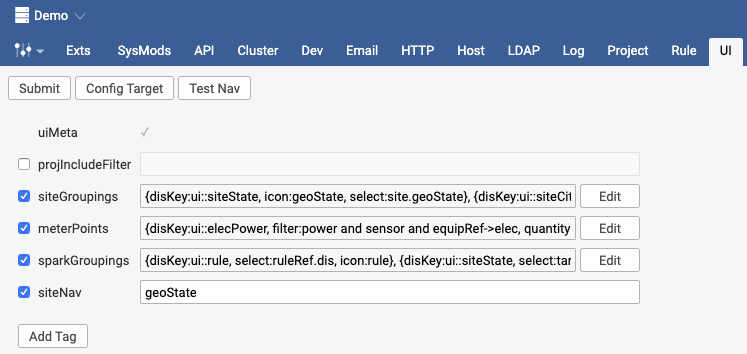 Demo
Exts SysMods API Cluster Dev Email HTTP Host LDAP Log Project Rule UI
Submit Config Target Test Nav
uiMeta ✓
projIncludeFilter
siteGroupings {disKey:ui::siteState, icon:geoState, select:site.geoState}, {disKey:ui::siteCit Edit
meterPoints {disKey:ui::elecPower, filter:power and sensor and equipRef->elec, quantity Edit
sparkGroupings {disKey:ui::rule, select:ruleRef.dis, icon:rule}, {disKey:ui::siteState, select:tar Edit
siteNav geoState
Add Tag